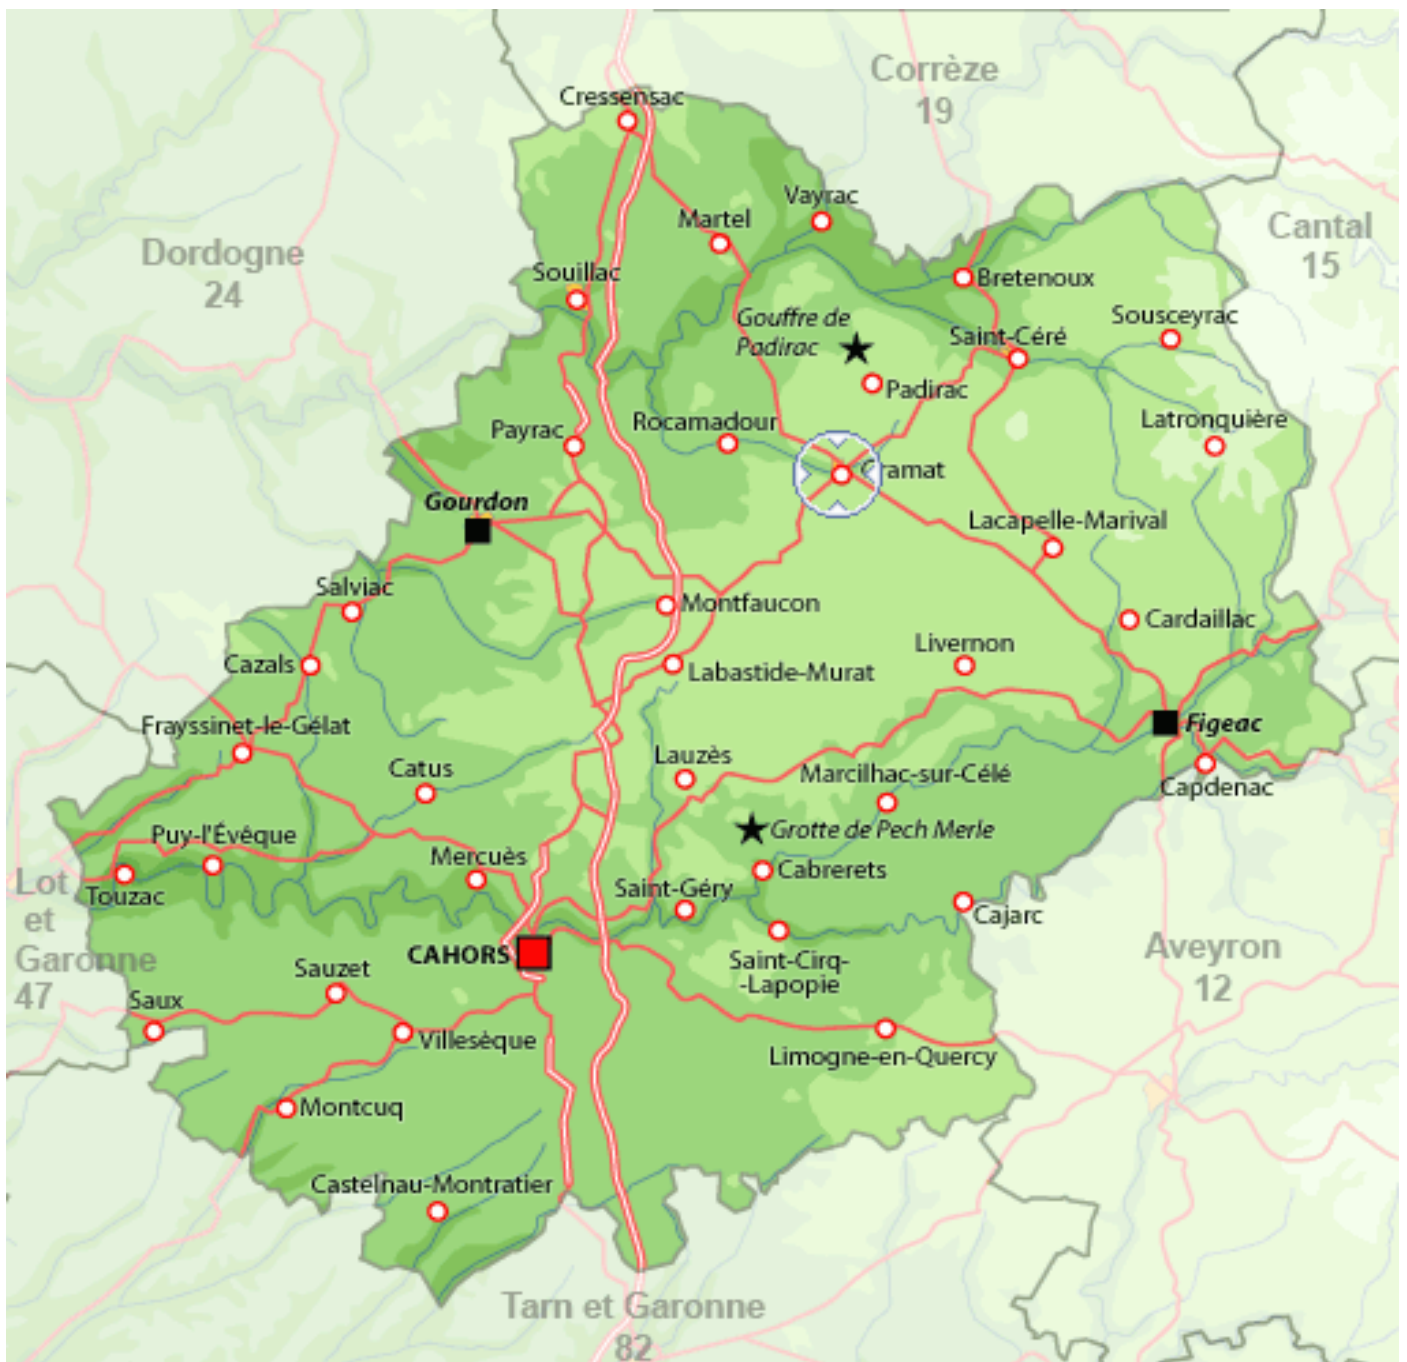 Corrèze
19
Cressensac
Vayrac
Martel
Cantal
15
Dordogne
24
Souillac
Bretenoux
Gouffre de
Padirac
Sousceyrac
Saint-Céré
Padirac
Rocamadour
Latronquière
Payrac
Gramat
Gourdon
Lacapelle-Marival
Salviac
Montfaucon
Cardaillac
Livernon
Cazals
Labastide-Murat
Frayssinet-le-Gélat
Figeac
Lauzès
Catus
Marcilhac-sur-Célé
Capdenac
Puy-l'Évêque
Grotte de Pech Merle
Mercuès
Cabrerets
Lot
et
Garonne
47
Touzac
Saint-Géry
Cajarc
CAHORS
Saint-Cirq-
-Lapopie
Aveyron
12
Sauzet
Saux
Villesèque
Limogne-en-Quercy
Montcuq
Castelnau-Montratier
Tarn et Garonne
82